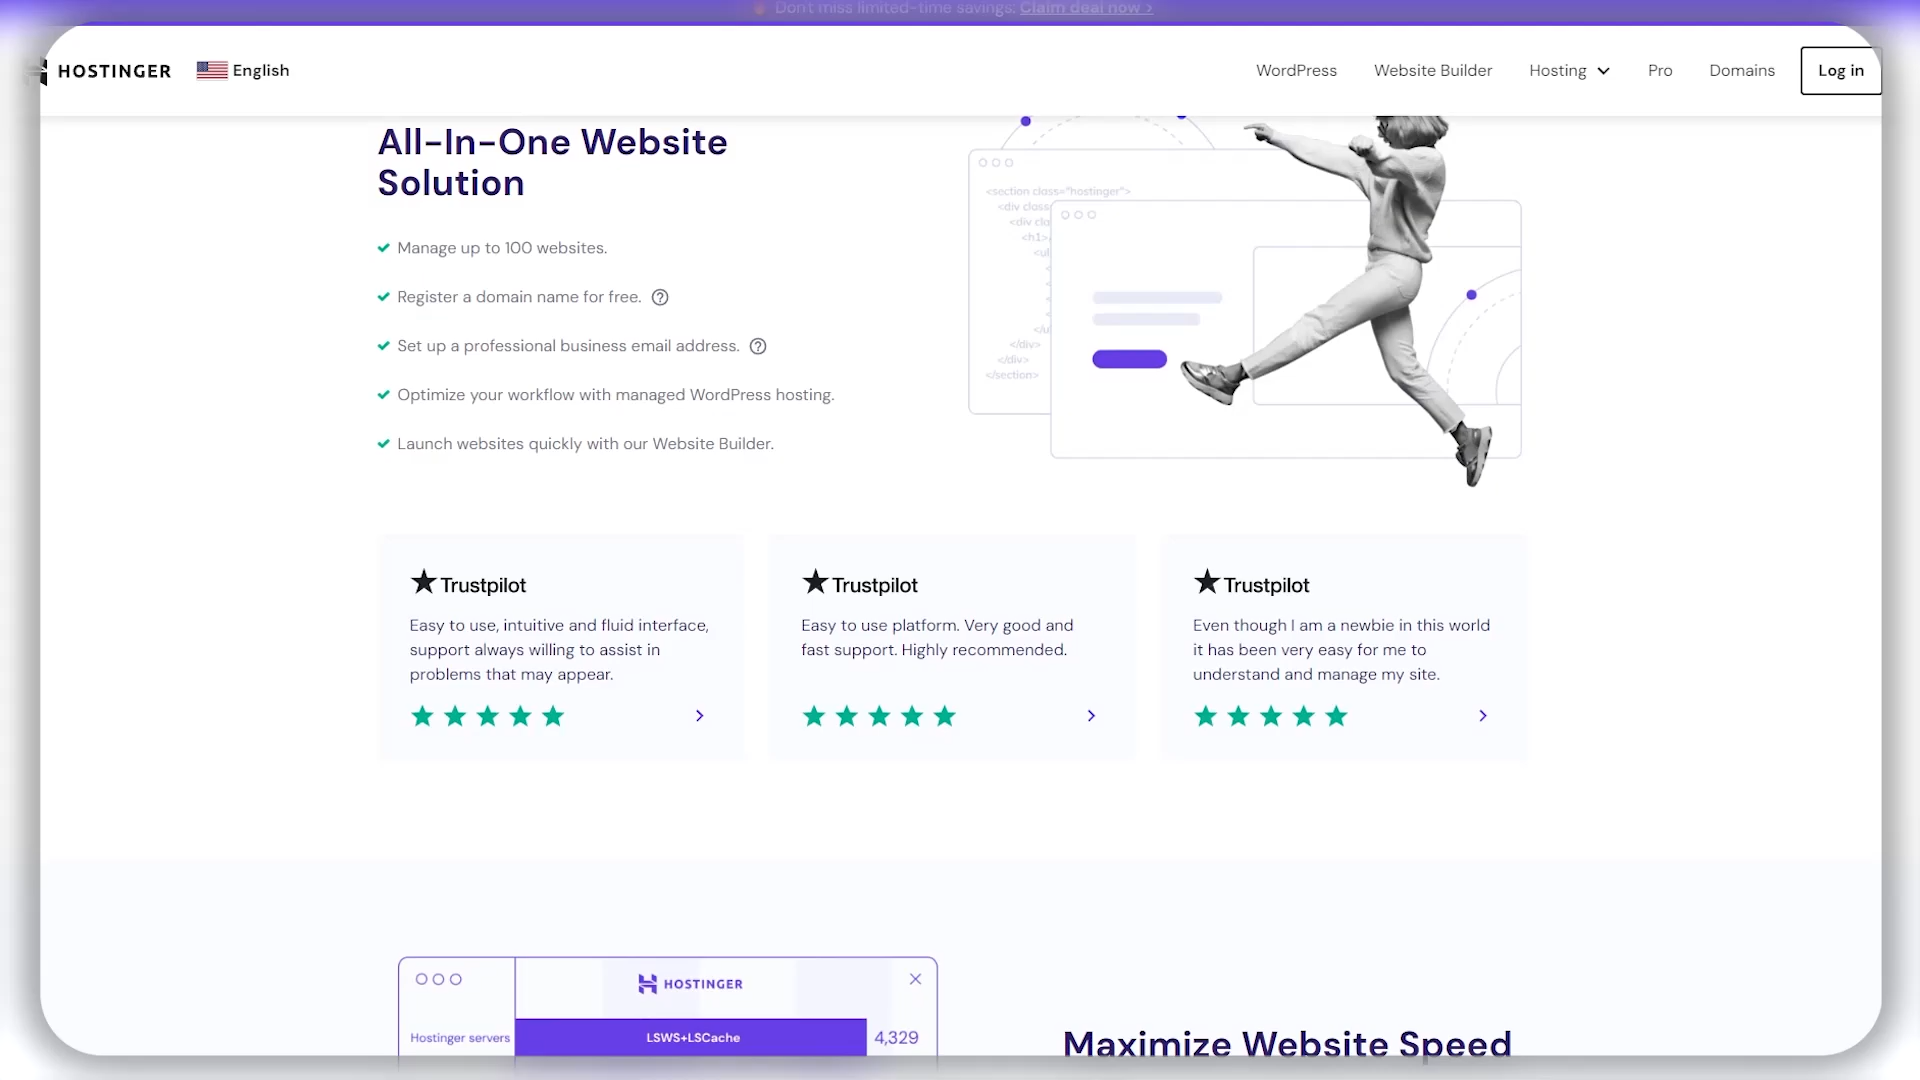 Don't miss limited-time savings: Claim deal now >
HOSTINGER
English
WordPress
Website Builder
Hosting
Pro
Domains
Log in
All-In-One Website
Solution
Manage up to 100 websites.
Register a domain name for free.
Set up a professional business email address.
Optimize your workflow with managed WordPress hosting.
Launch websites quickly with our Website Builder.
<section class="hostinger">
<div class
<div cla
<h1>
<ul
<
<
<
<
</u
</div>
</div>
</section>
Trustpilot
Easy to use, intuitive and fluid interface,
support always willing to assist in
problems that may appear.
Trustpilot
Easy to use platform. Very good and
fast support. Highly recommended.
Trustpilot
Even though I am a newbie in this world
it has been very easy for me to
understand and manage my site.
HOSTINGER
Hostinger servers
LSWS+LSCache
4,329
Maximize Website Speed